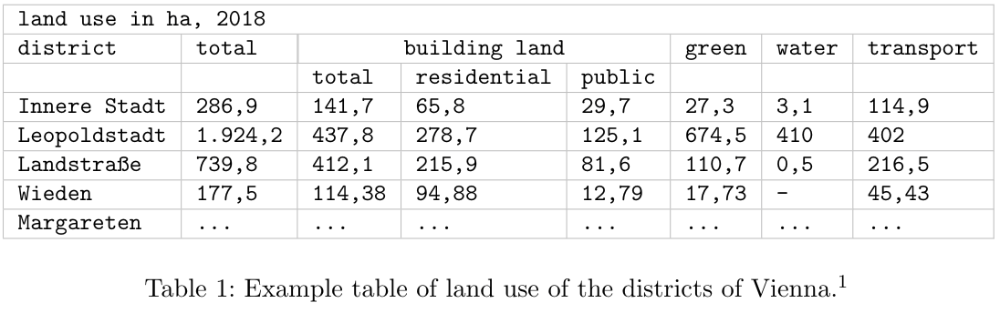 land use in ha, 2018
district total building land green water transport
total residential public
Innere Stadt 286,9 141,7 65,8 29,7 27,3 3,1 114,9
Leopoldstadt 1.924,2 437,8 278,7 125,1 674,5 410 402
Landstraße 739,8 412,1 215,9 81,6 110,7 0,5 216,5
Wieden 177,5 114,38 94,88 12,79 17,73 - 45,43
Margareten ... ... ... ... ... ... ...
Table 1: Example table of land use of the districts of Vienna.1